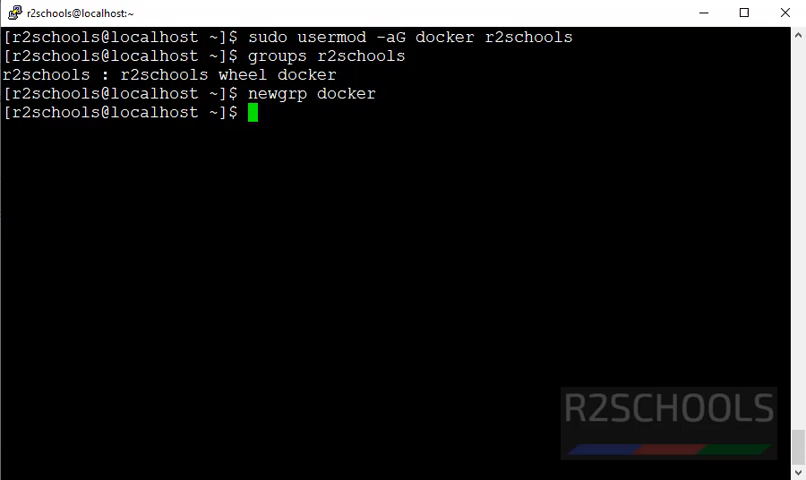 r2schools@localhost:~
[r2schools@localhost ~]$ sudo usermod -aG docker r2schools
[r2schools@localhost ~]$ groups r2schools
r2schools : r2schools wheel docker
[r2schools@localhost ~]$ newgrp docker
[r2schools@localhost ~]$
R2SCHOOLS